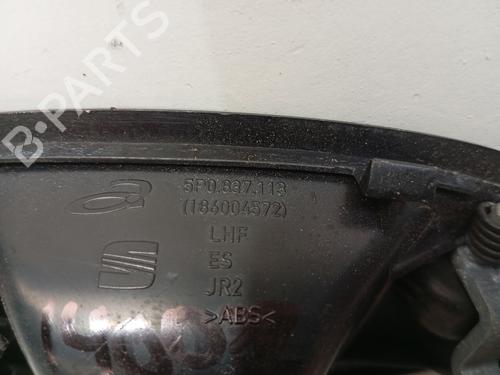 B-PARTS
5P0.837.113
(186004572)
LHF
ES
JR2
>ABS<